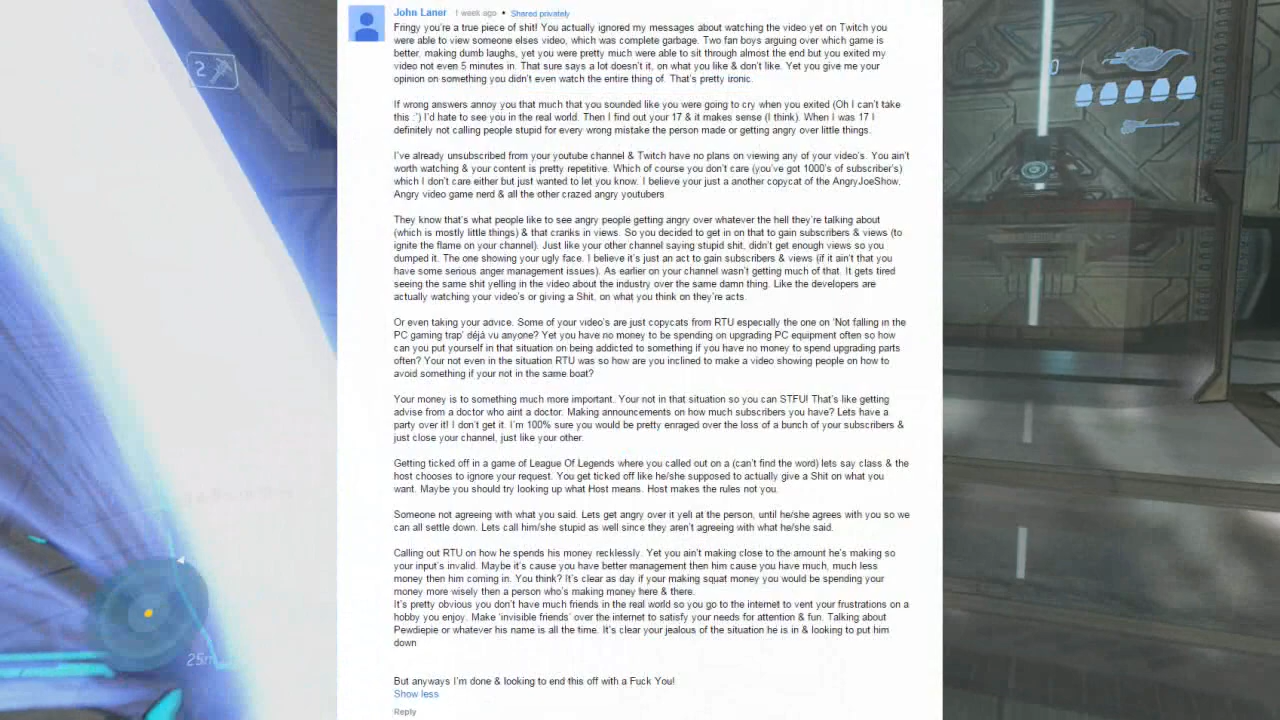 John Laner 1 week ago • Shared privately
Fringy you're a true piece of shit! You actually ignored my messages about watching the video yet on Twitch you
were able to view someone elses video, which was complete garbage. Two fan boys arguing over which game is
better, making dumb laughs, yet you were pretty much were able to sit through almost the end but you exited my
video not even 5 minutes in. That sure says a lot doesn't it, on what you like & don't like. Yet you give me your
opinion on something you didn't even watch the entire thing of. That's pretty ironic.
If wrong answers annoy you that much that you sounded like you were going to cry when you exited (Oh I can't take
this :') I'd hate to see you in the real world. Then I find out your 17 & it makes sense (I think). When I was 17 I
definitely not calling people stupid for every wrong mistake the person made or getting angry over little things.
I've already unsubscribed from your youtube channel & Twitch have no plans on viewing any of your video's. You ain't
worth watching & your content is pretty repetitive. Which of course you don't care (you've got 1000's of subscriber's)
which I don't care either but just wanted to let you know. I believe your just a another copycat of the AngryJoeShow,
Angry video game nerd & all the other crazed angry youtubers
They know that's what people like to see angry people getting angry over whatever the hell they're talking about
(which is mostly little things) & that cranks in views. So you decided to get in on that to gain subscribers & views (to
ignite the flame on your channel). Just like your other channel saying stupid shit, didn't get enough views so you
dumped it. The one showing your ugly face. I believe it's just an act to gain subscribers & views (if it ain't that you
have some serious anger management issues). As earlier on your channel wasn't getting much of that. It gets tired
seeing the same shit yelling in the video about the industry over the same damn thing. Like the developers are
actually watching your video's or giving a Shit, on what you think on they're acts.
Or even taking your advice. Some of your video's are just copycats from RTU especially the one on 'Not falling in the
PC gaming trap' déjà vu anyone? Yet you have no money to be spending on upgrading PC equipment often so how
can you put yourself in that situation on being addicted to something if you have no money to spend upgrading parts
often? Your not even in the situation RTU was so how are you inclined to make a video showing people on how to
avoid something if your not in the same boat?
Your money is to something much more important. Your not in that situation so you can STFU! That's like getting
advise from a doctor who aint a doctor. Making announcements on how much subscribers you have? Lets have a
party over it! I don't get it. I'm 100% sure you would be pretty enraged over the loss of a bunch of your subscribers &
just close your channel, just like your other.
Getting ticked off in a game of League Of Legends where you called out on a (can't find the word) lets say class & the
host chooses to ignore your request. You get ticked off like he/she supposed to actually give a Shit on what you
want. Maybe you should try looking up what Host means. Host makes the rules not you.
Someone not agreeing with what you said. Lets get angry over it yell at the person, until he/she agrees with you so we
can all settle down. Lets call him/she stupid as well since they aren't agreeing with what he/she said.
Calling out RTU on how he spends his money recklessly. Yet you ain't making close to the amount he's making so
your input's invalid. Maybe it's cause you have better management then him cause you have much, much less
money then him coming in. You think? It's clear as day if your making squat money you would be spending your
money more wisely then a person who's making money here & there.
It's pretty obvious you don't have much friends in the real world so you go to the internet to vent your frustrations on a
hobby you enjoy. Make 'invisible friends' over the internet to satisfy your needs for attention & fun. Talking about
Pewdiepie or whatever his name is all the time. It's clear your jealous of the situation he is in & looking to put him
down
But anyways I'm done & looking to end this off with a Fuck You!
Show less
Reply
2
25m